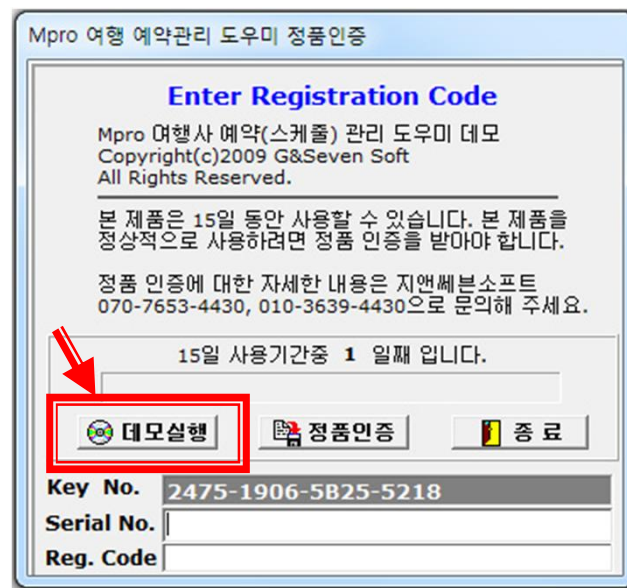 Mpro 여행 예약관리 도우미 정품인증
Enter Registration Code
Mpro 여행사 예약(스케줄) 관리 도우미 데모
Copyright(c)2009 G&Seven Soft
All Rights Reserved.
본 제품은 15일 동안 사용할 수 있습니다. 본 제품을
정상적으로 사용하려면 정품 인증을 받아야 합니다.
정품 인증에 대한 자세한 내용은 지앤쎄븐소프트
070-7653-4430, 010-3639-4430으로 문의해 주세요.
15일 사용기간중 1 일째 입니다.
데모실행 정품인증 종 료
Key No. 2475-1906-5B25-5218
Serial No.
Reg. Code